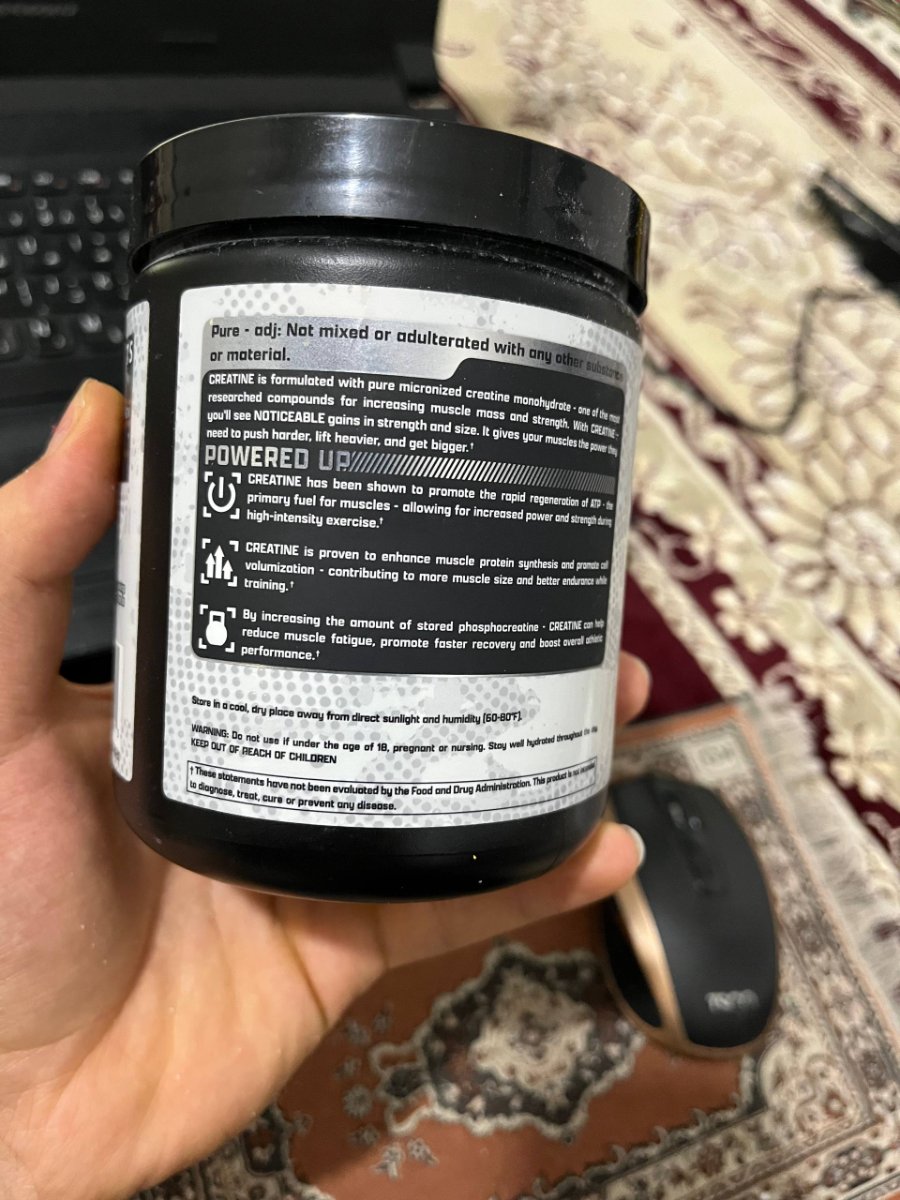 Pure - adj: Not mixed or adulterated with any other substance
or material.
CREATINE is formulated with pure micronized creatine monohydrate - one of the most
researched compounds for increasing muscle mass and strength. With CREATINE -
you'll see NOTICEABLE gains in strength and size. It gives your muscles the power they
need to push harder, lift heavier, and get bigger.†
POWERED UP
CREATINE has been shown to promote the rapid regeneration of ATP - the
primary fuel for muscles - allowing for increased power and strength during
high-intensity exercise.†
CREATINE is proven to enhance muscle protein synthesis and promote cell
volumization - contributing to more muscle size and better endurance while
training.†
By increasing the amount of stored phosphocreatine - CREATINE can help
reduce muscle fatigue, promote faster recovery and boost overall athletic
performance.†
Store in a cool, dry place away from direct sunlight and humidity (60-80°F).
WARNING: Do not use if under the age of 18, pregnant or nursing. Stay well hydrated throughout the
KEEP OUT OF REACH OF CHILDREN
† These statements have not been evaluated by the Food and Drug Administration. This product is not intended
to diagnose, treat, cure or prevent any disease.